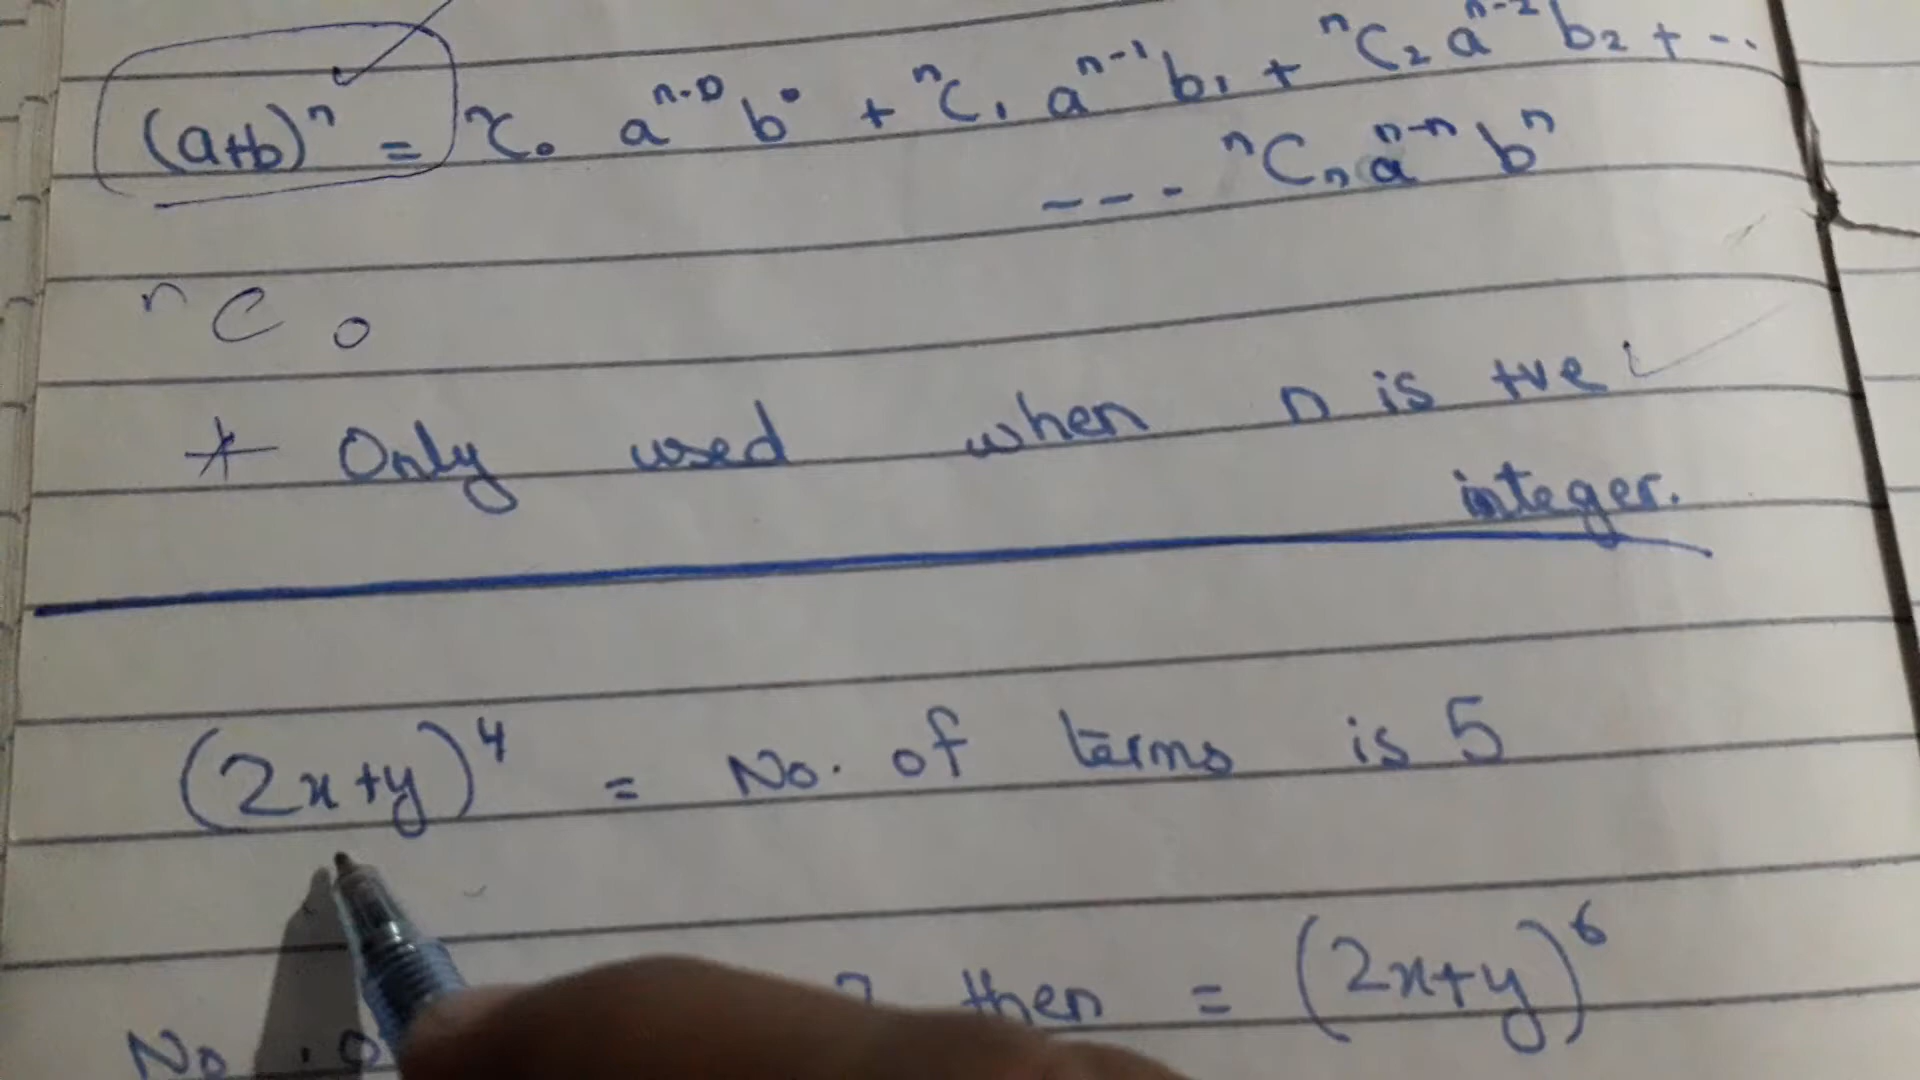 (a+b)ⁿ = ⁿC₀ aⁿ⁻⁰ b⁰ + ⁿC₁ aⁿ⁻¹ b₁ + ⁿC₂ aⁿ⁻² b₂ + ...
--- ⁿCₙ aⁿ⁻ⁿ bⁿ
ⁿC₀
* Only used when n is +ve
integer.
(2x+y)⁴ = No. of terms is 5
No. then = (2x+y)⁶